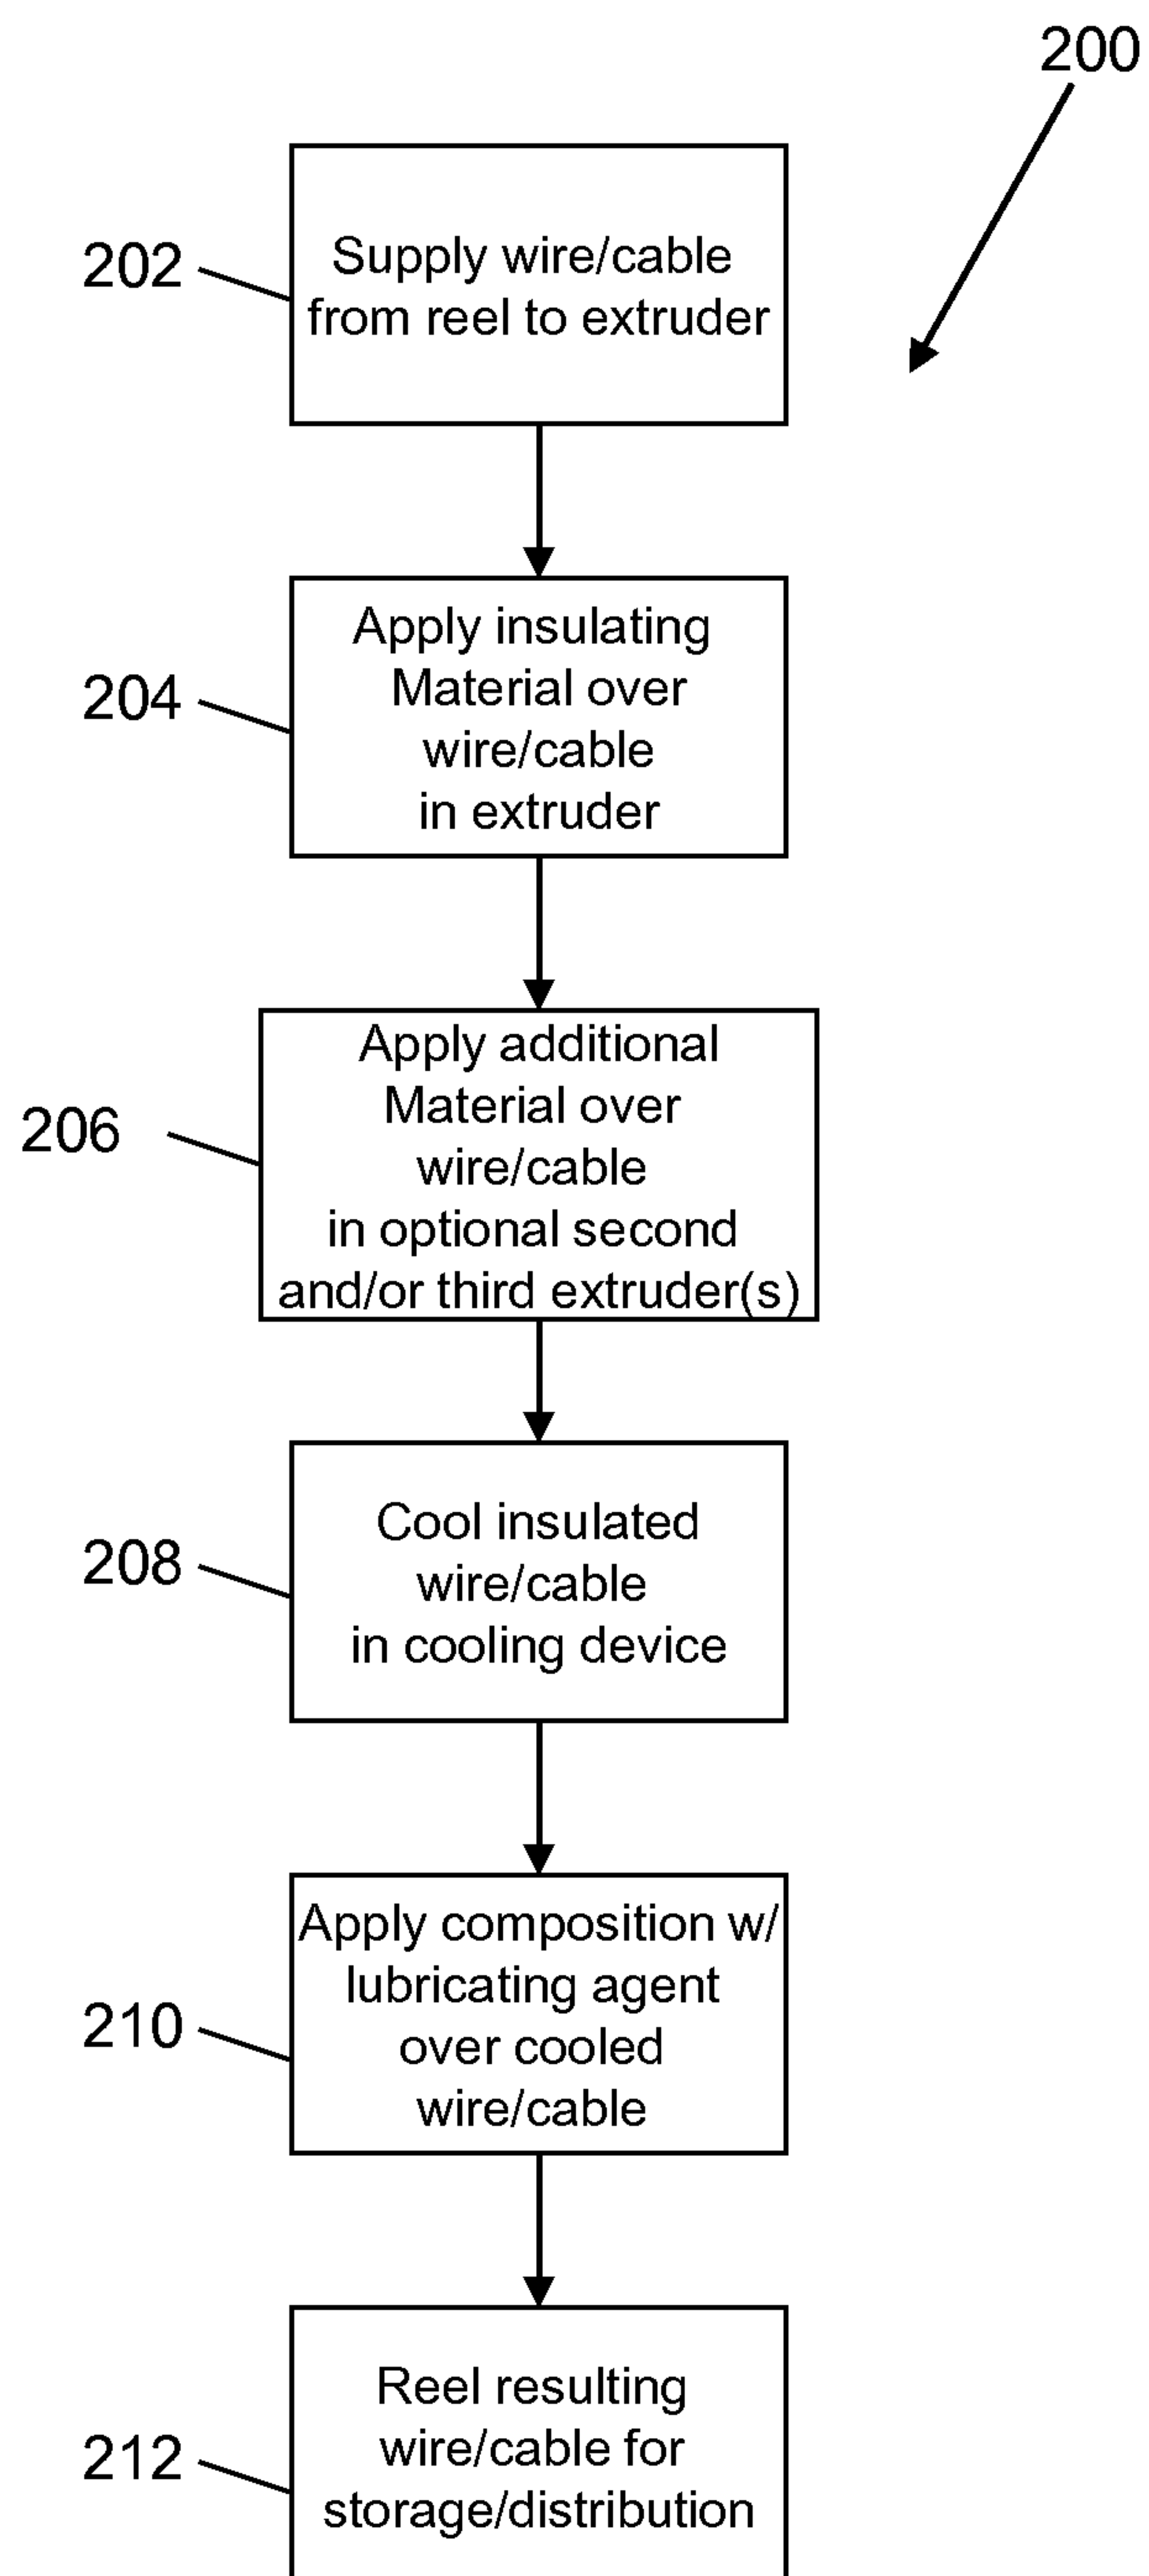 200
202
Supply wire/cable
from reel to extruder
204
Apply insulating
Material over
wire/cable
in extruder
206
Apply additional
Material over
wire/cable
in optional second
and/or third extruder(s)
208
Cool insulated
wire/cable
in cooling device
210
Apply composition w/
lubricating agent
over cooled
wire/cable
212
Reel resulting
wire/cable for
storage/distribution